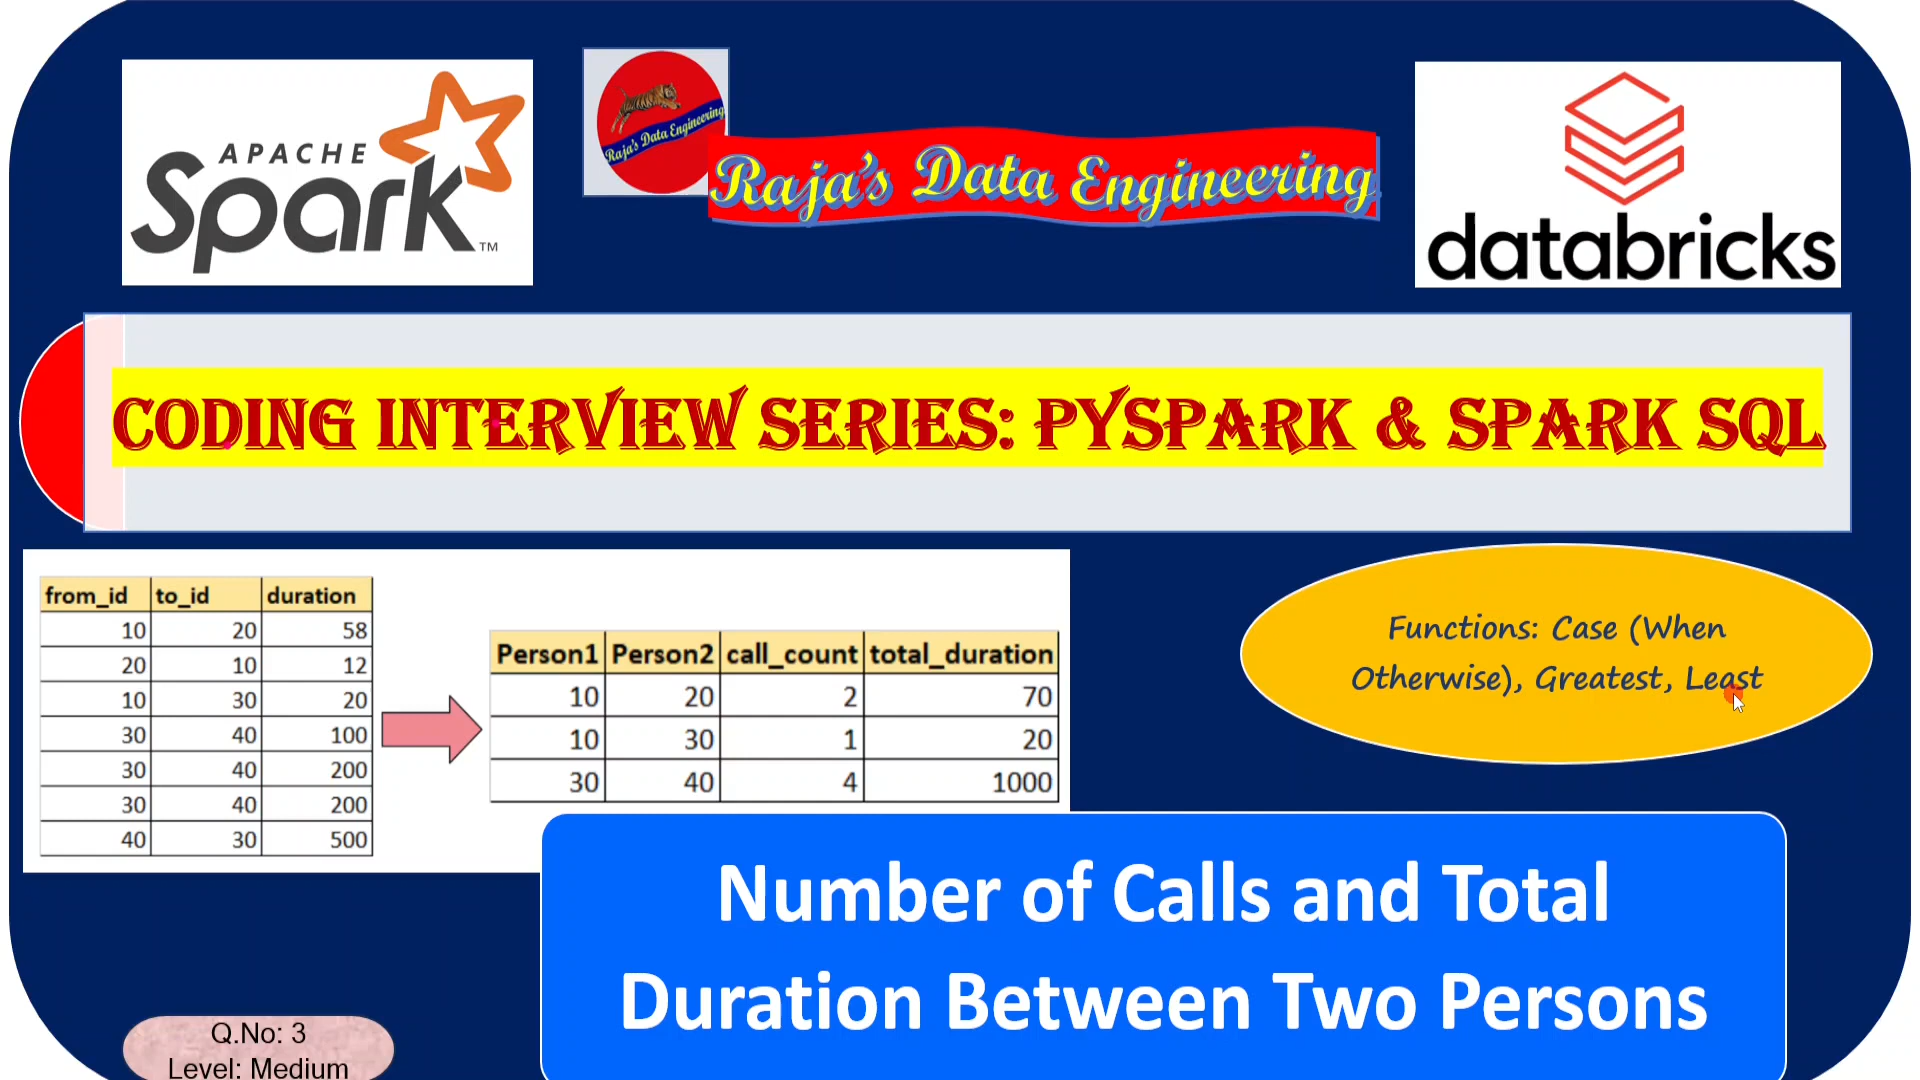 APACHE
Spark™
Raja's Data Engineering
Raja's Data Engineering
databricks
CODING INTERVIEW SERIES: PYSPARK & SPARK SQL
from_id to_id duration
10 20 58
20 10 12
10 30 20
30 40 100
30 40 200
30 40 200
40 30 500
Person1 Person2 call_count total_duration
10 20 2 70
10 30 1 20
30 40 4 1000
Functions: Case (When
Otherwise), Greatest, Least
Number of Calls and Total
Duration Between Two Persons
Q.No: 3
Level: Medium